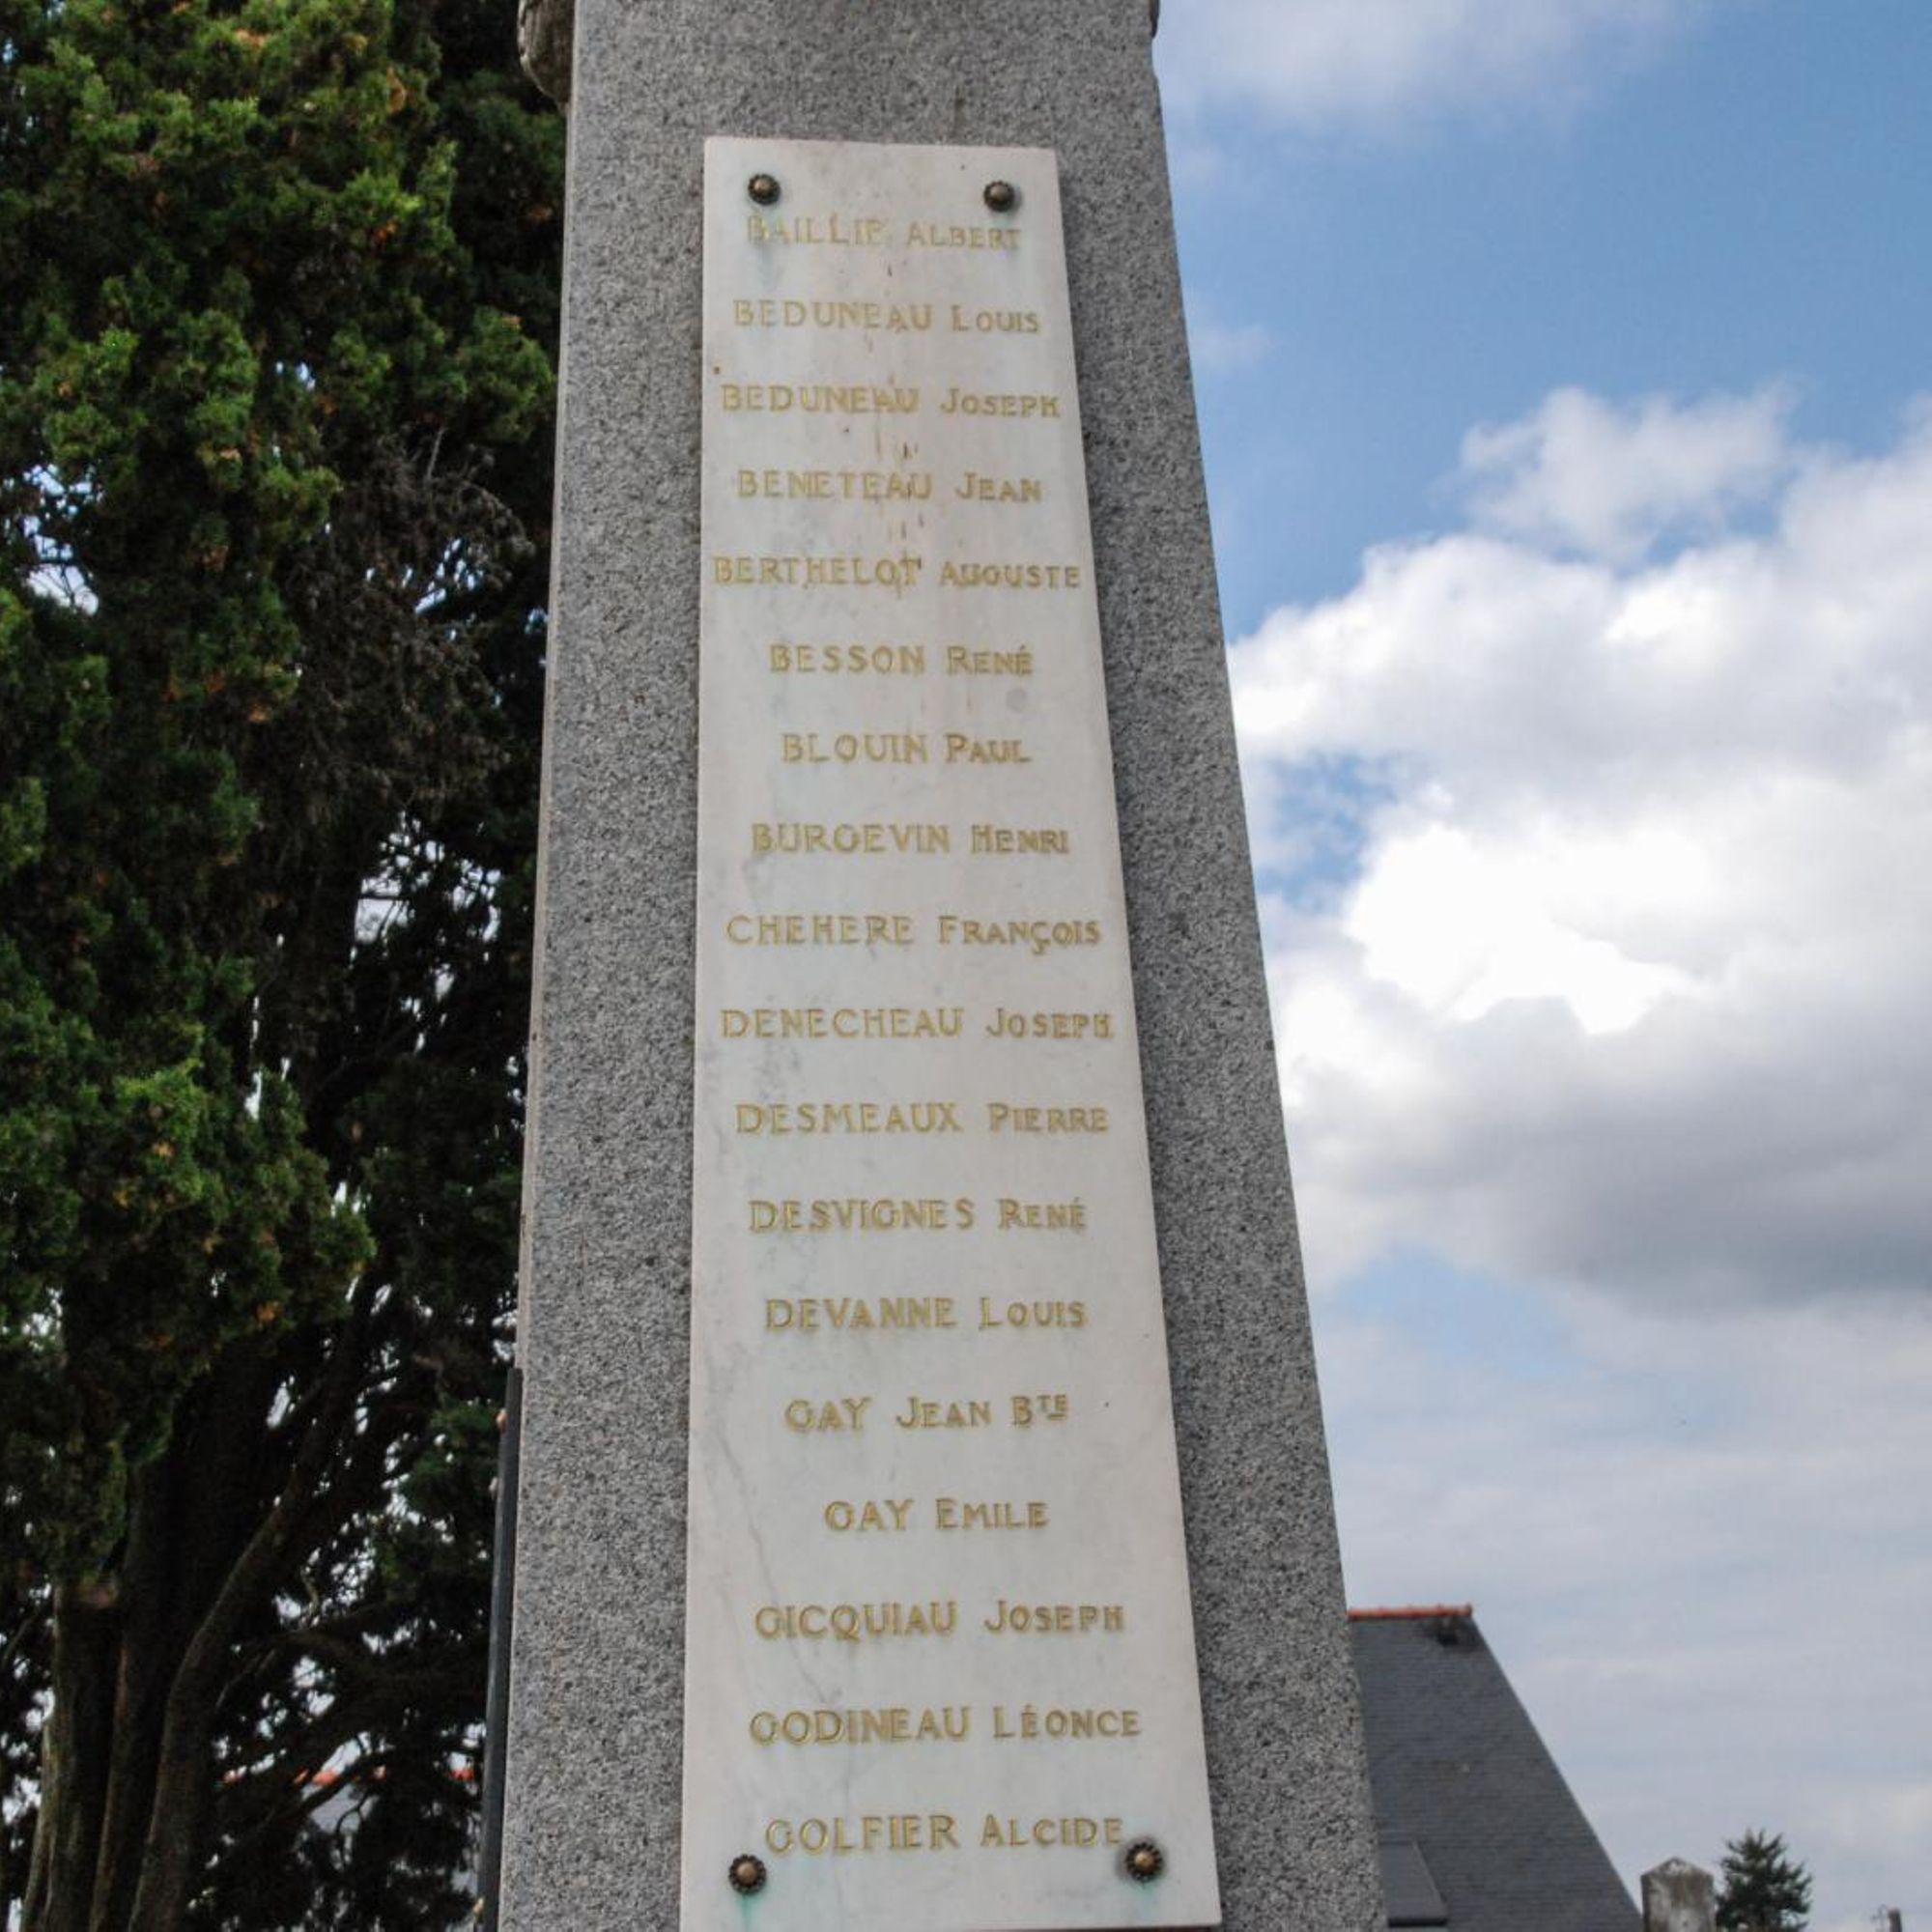 BAILLIF ALBERT
BEDUNEAU LOUIS
BEDUNEAU JOSEPH
BENETEAU JEAN
BERTHELOT AUGUSTE
BESSON RENÉ
BLOUIN PAUL
BURGEVIN HENRI
CHEHERE FRANÇOIS
DENECHEAU JOSEPH
DESMEAUX PIERRE
DESVIGNES RENÉ
DEVANNE LOUIS
GAY JEAN BTE
GAY EMILE
GICQUIAU JOSEPH
GODINEAU LÉONCE
GOLFIER ALCIDE